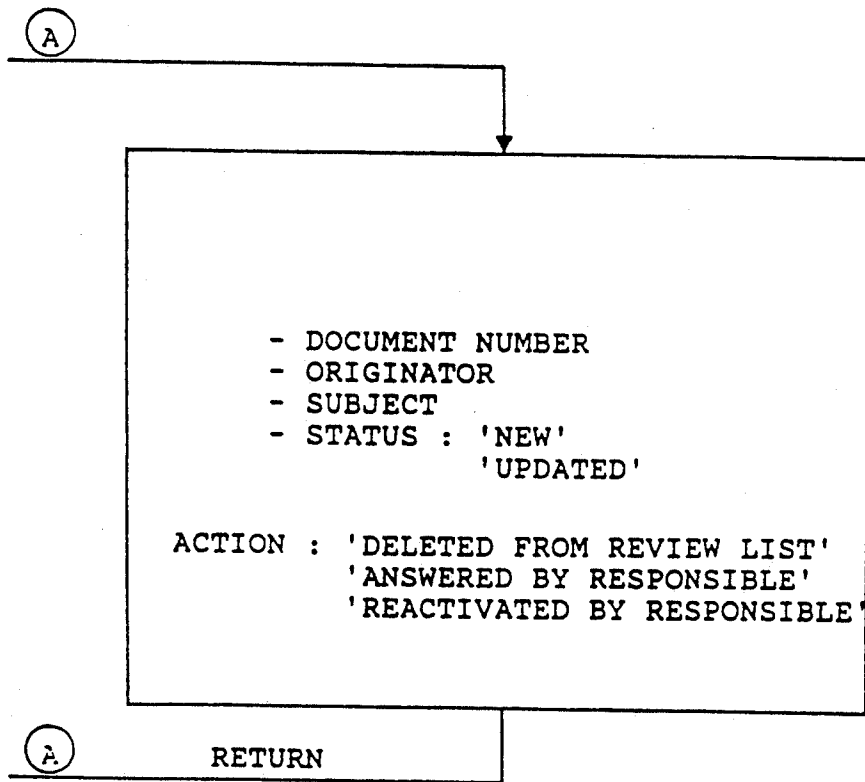 A
- DOCUMENT NUMBER
- ORIGINATOR
- SUBJECT
- STATUS : 'NEW'
'UPDATED'
ACTION : 'DELETED FROM REVIEW LIST'
'ANSWERED BY RESPONSIBLE'
'REACTIVATED BY RESPONSIBLE'
A RETURN